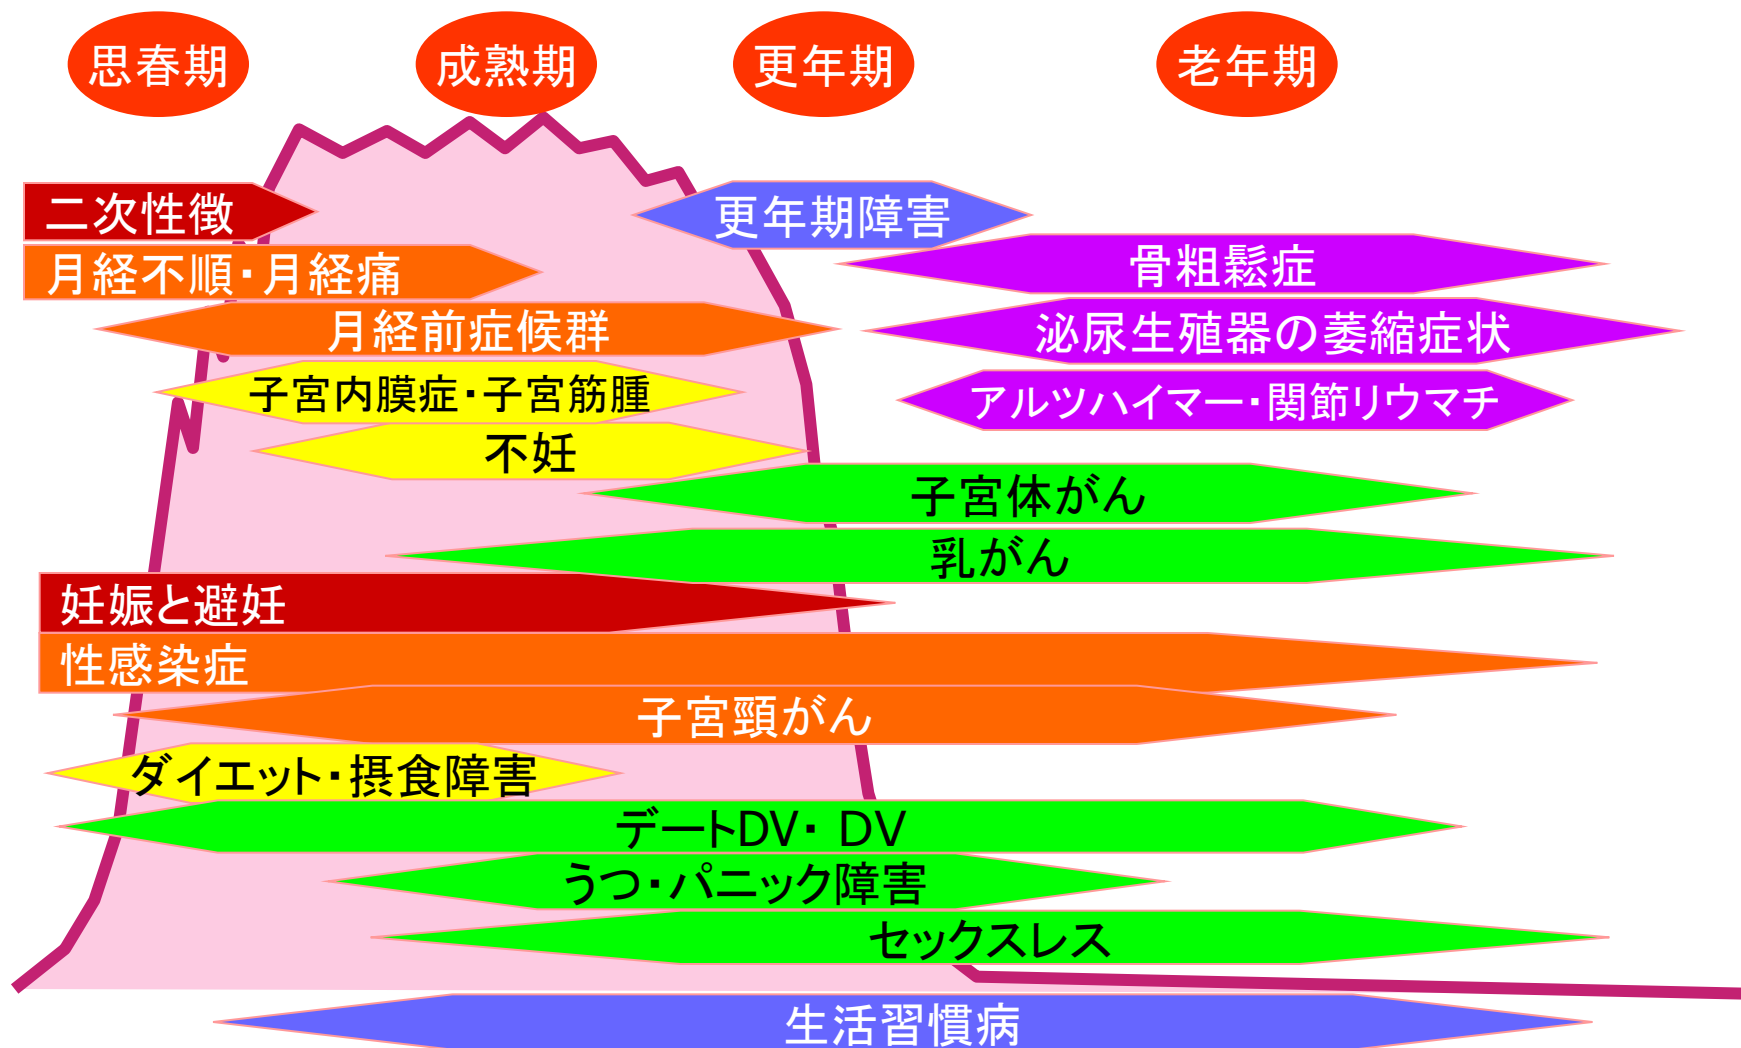 思春期
成熟期
更年期
老年期
二次性徴
更年期障害
月経不順・月経痛
骨粗鬆症
月経前症候群
泌尿生殖器の萎縮症状
子宮内膜症・子宮筋腫
アルツハイマー・関節リウマチ
不妊
子宮体がん
乳がん
妊娠と避妊
性感染症
子宮頸がん
ダイエット・摂食障害
デートDV・ DV
うつ・パニック障害
セックスレス
生活習慣病